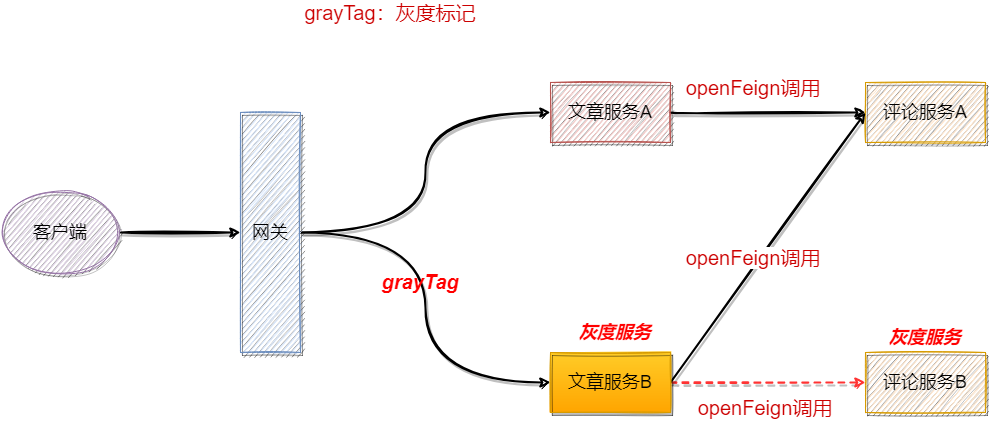 grayTag：灰度标记
openFeign调用
文章服务A
评论服务A
客户端
网关
openFeign调用
grayTag
灰度服务
灰度服务
文章服务B
评论服务B
openFeign调用